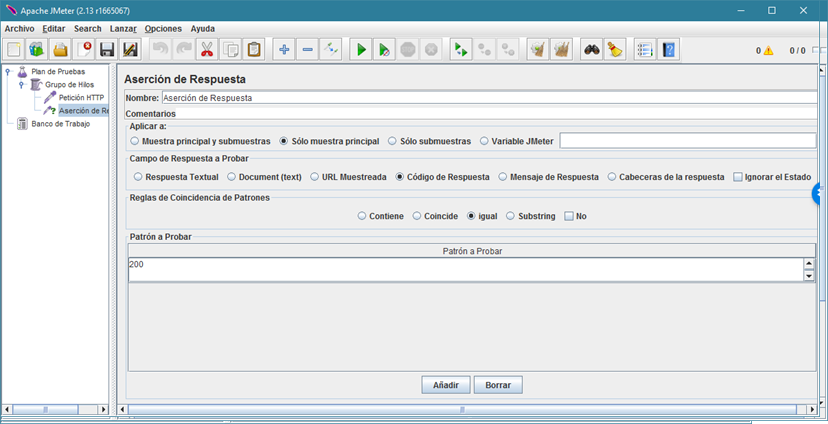 Apache JMeter (2.13 r1665067)
Archivo Editar Search Lanzar Opciones Ayuda
STOP
0 0 / 0
Plan de Pruebas
Grupo de Hilos
Petición HTTP
Aserción de Re
Banco de Trabajo
Aserción de Respuesta
Nombre: Aserción de Respuesta
Comentarios
Aplicar a:
Muestra principal y submuestras Sólo muestra principal Sólo submuestras Variable JMeter
Campo de Respuesta a Probar
Respuesta Textual Document (text) URL Muestreada Código de Respuesta Mensaje de Respuesta Cabeceras de la respuesta Ignorar el Estado
Reglas de Coincidencia de Patrones
Contiene Coincide igual Substring No
Patrón a Probar
Patrón a Probar
200
Añadir Borrar